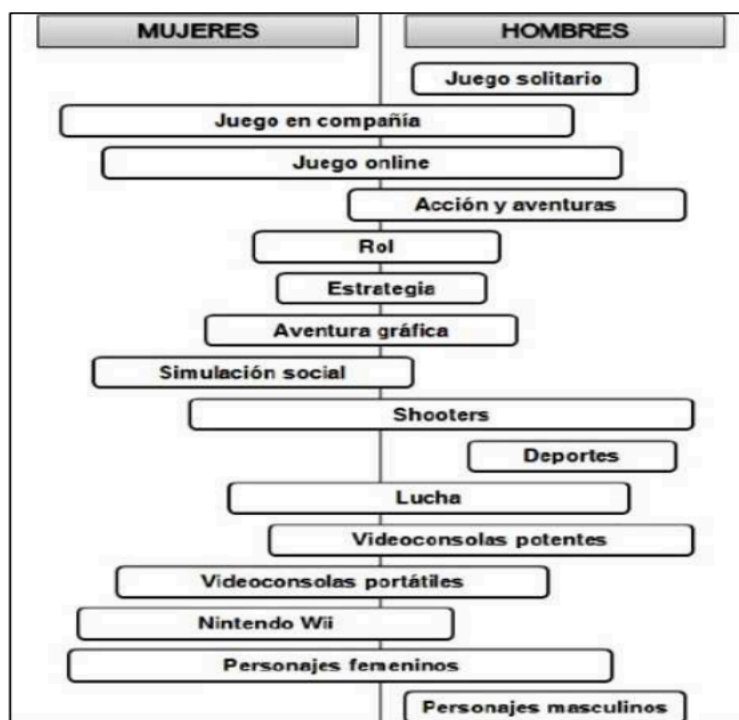 MUJERES HOMBRES
Juego solitario
Juego en compañía
Juego online
Acción y aventuras
Rol
Estrategia
Aventura gráfica
Simulación social
Shooters
Deportes
Lucha
Videoconsolas potentes
Videoconsolas portátiles
Nintendo Wii
Personajes femeninos
Personajes masculinos